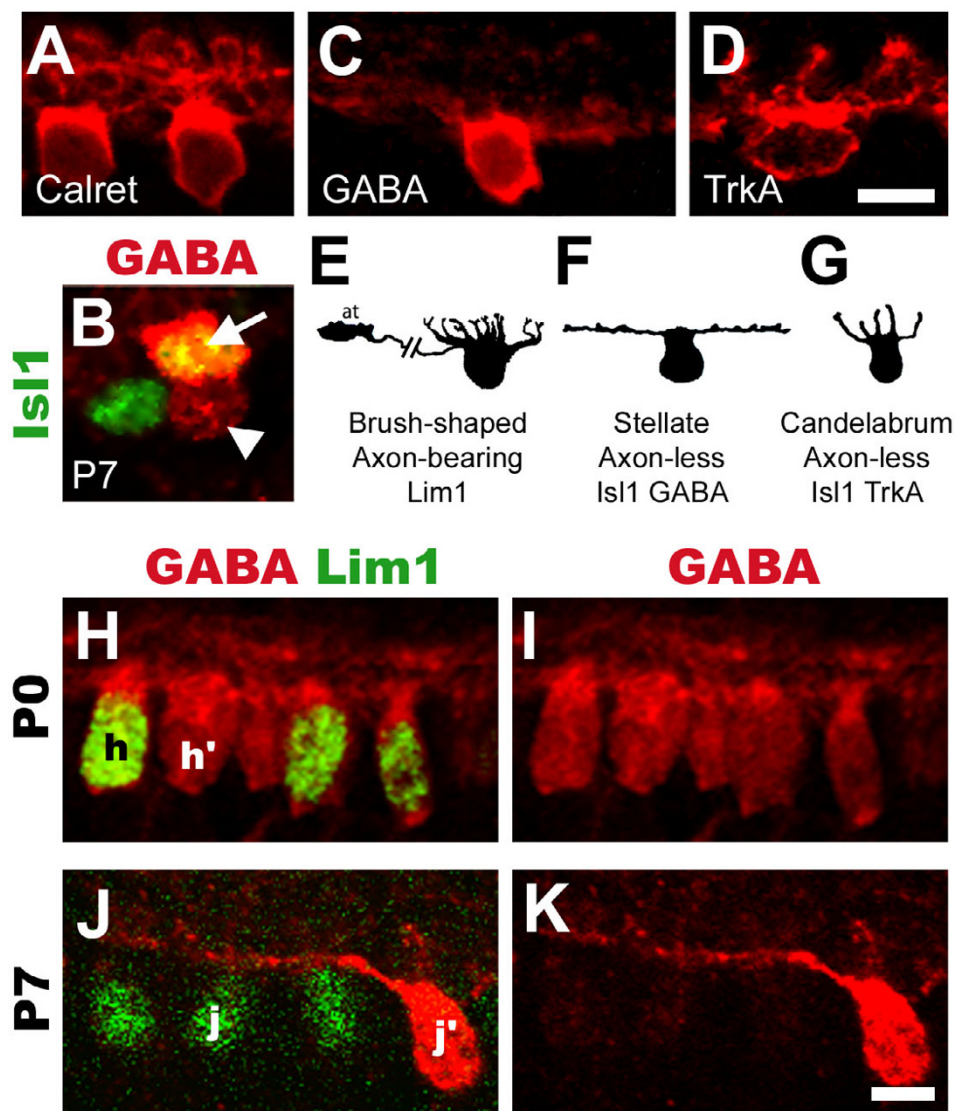 A
Calret
C
GABA
D
TrkA
GABA
Isl1
B
P7
E
at
Brush-shaped
Axon-bearing
Lim1
F
Stellate
Axon-less
Isl1 GABA
G
Candelabrum
Axon-less
Isl1 TrkA
GABA Lim1
GABA
P0
H
h
h'
I
P7
J
j
j'
K